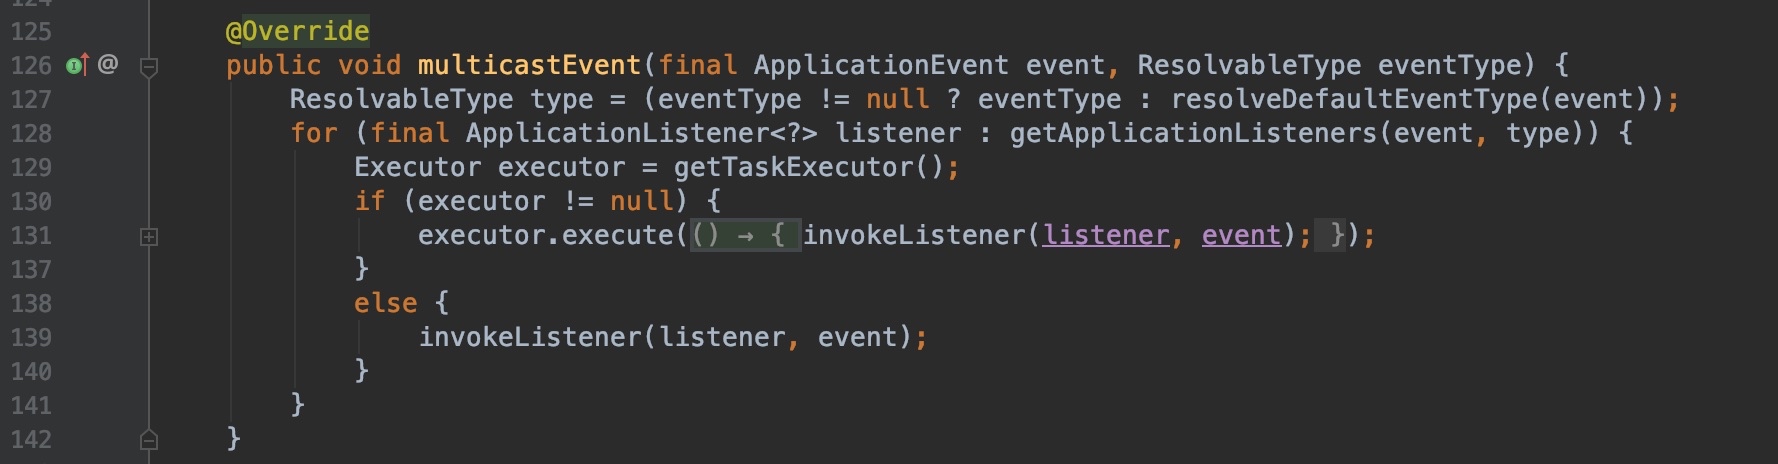 124
125 @Override
126 @ public void multicastEvent(final ApplicationEvent event, ResolvableType eventType) {
127 ResolvableType type = (eventType != null ? eventType : resolveDefaultEventType(event));
128 for (final ApplicationListener<?> listener : getApplicationListeners(event, type)) {
129 Executor executor = getTaskExecutor();
130 if (executor != null) {
131 executor.execute(() → { invokeListener(listener, event); });
137 }
138 else {
139 invokeListener(listener, event);
140 }
141 }
142 }